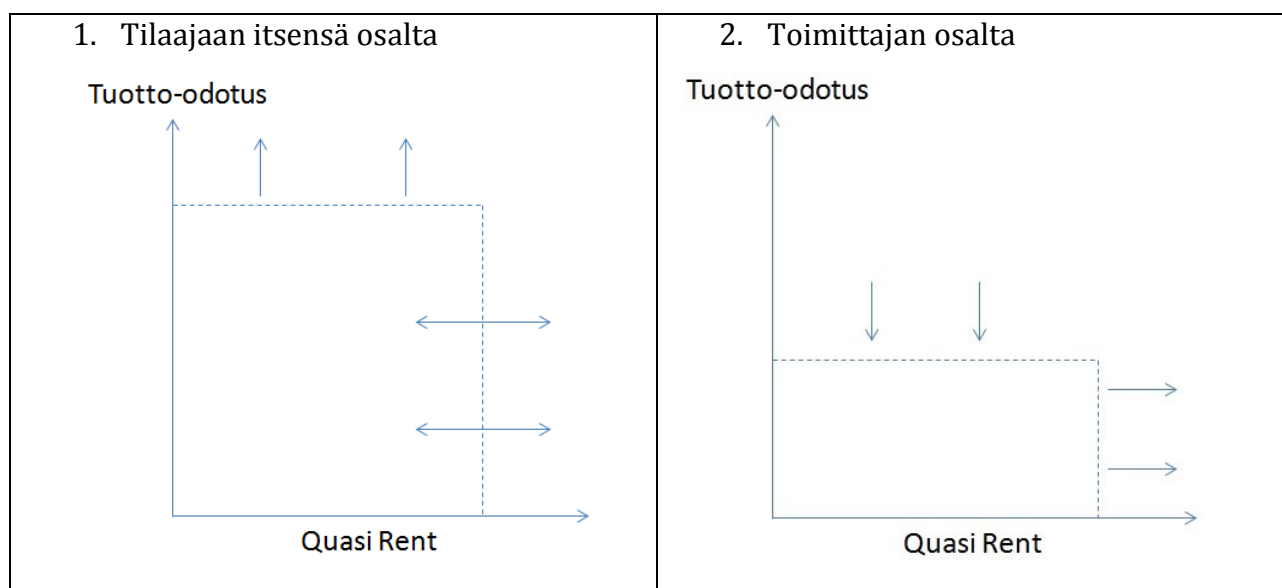 1. Tilaajaan itsensä osalta
Tuotto-odotus
Quasi Rent
2. Toimittajan osalta
Tuotto-odotus
Quasi Rent